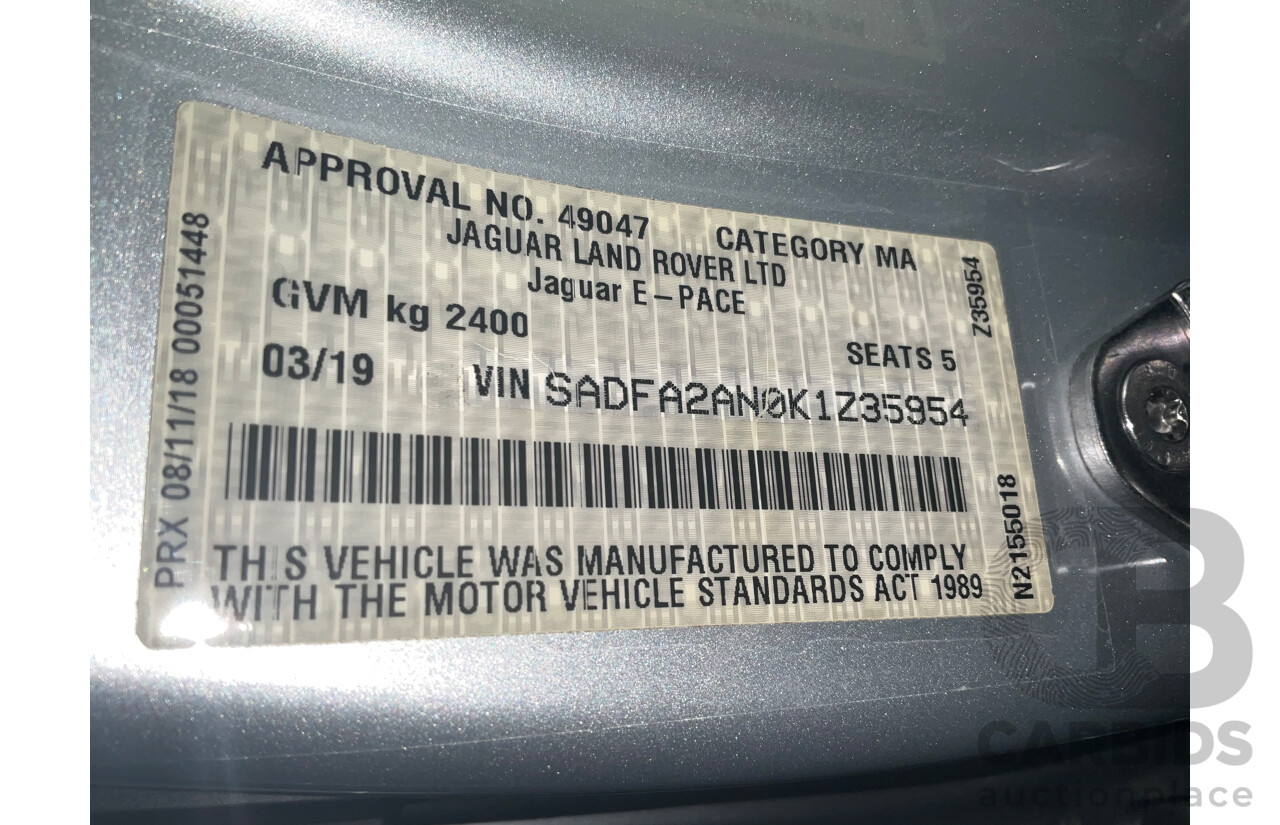 APPROVAL NO. 49047 CATEGORY MA
JAGUAR LAND ROVER LTD
Jaguar E-PACE
GVM kg 2400
SEATS 5
03/19 VIN SADFA2AN0K1Z35954
THIS VEHICLE WAS MANUFACTURED TO COMPLY
WITH THE MOTOR VEHICLE STANDARDS ACT 1989
PRX 08/11/18 00051448
Z35954
N2155018
CB
CARBIDS
auctionplace